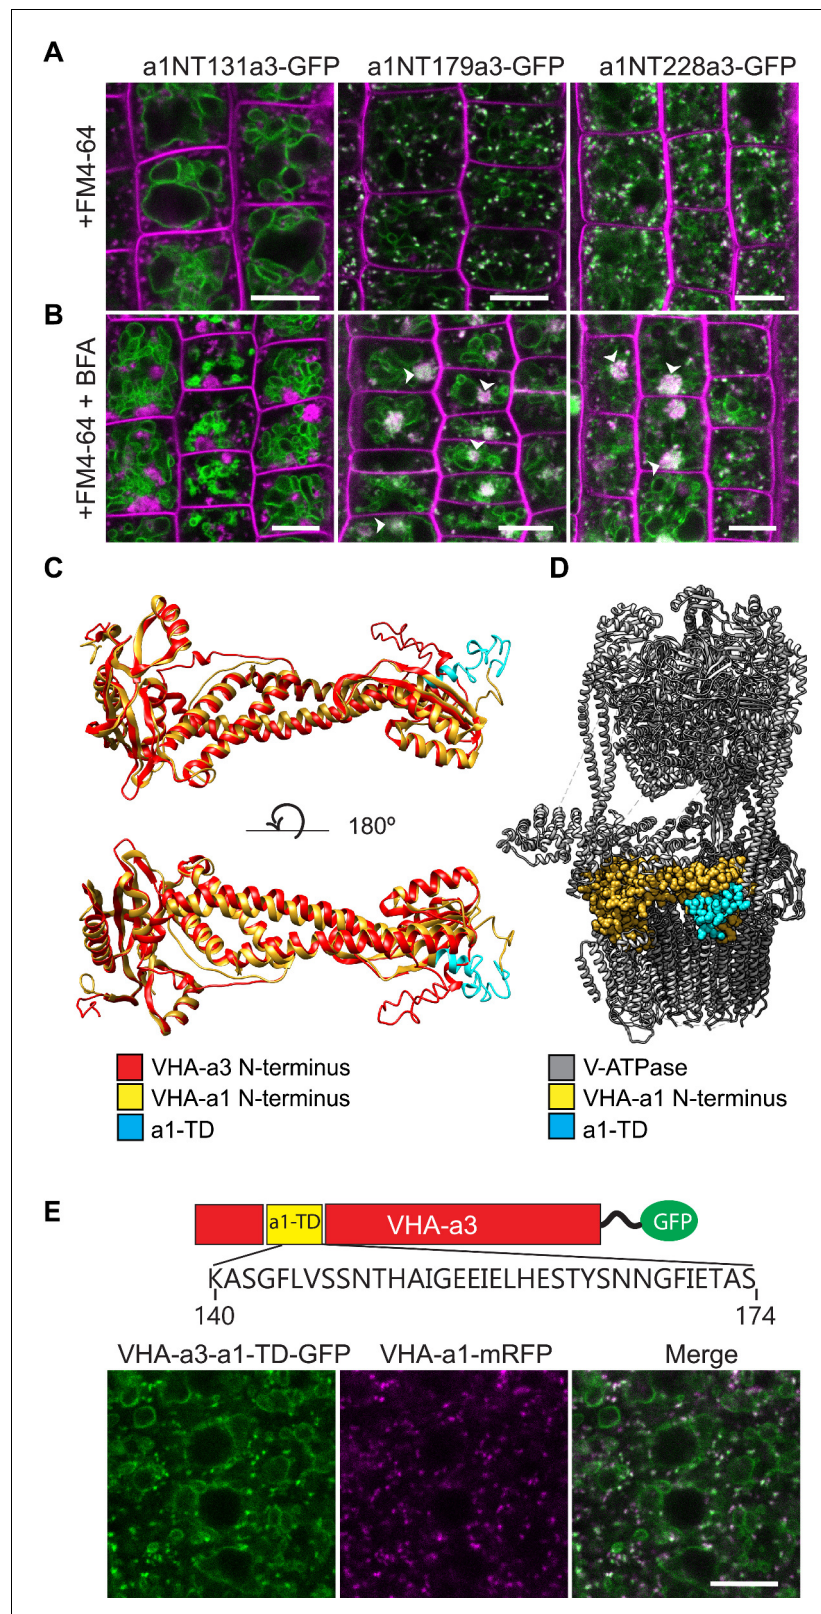 A
a1NT131a3-GFP
a1NT179a3-GFP
a1NT228a3-GFP
+FM4-64
B
+FM4-64 + BFA
C
180º
VHA-a3 N-terminus
VHA-a1 N-terminus
a1-TD
D
V-ATPase
VHA-a1 N-terminus
a1-TD
E
a1-TD
VHA-a3
GFP
KASGFLVSSNTHAIGEEIELHESTYSNNGFIETAS
140
174
VHA-a3-a1-TD-GFP
VHA-a1-mRFP
Merge